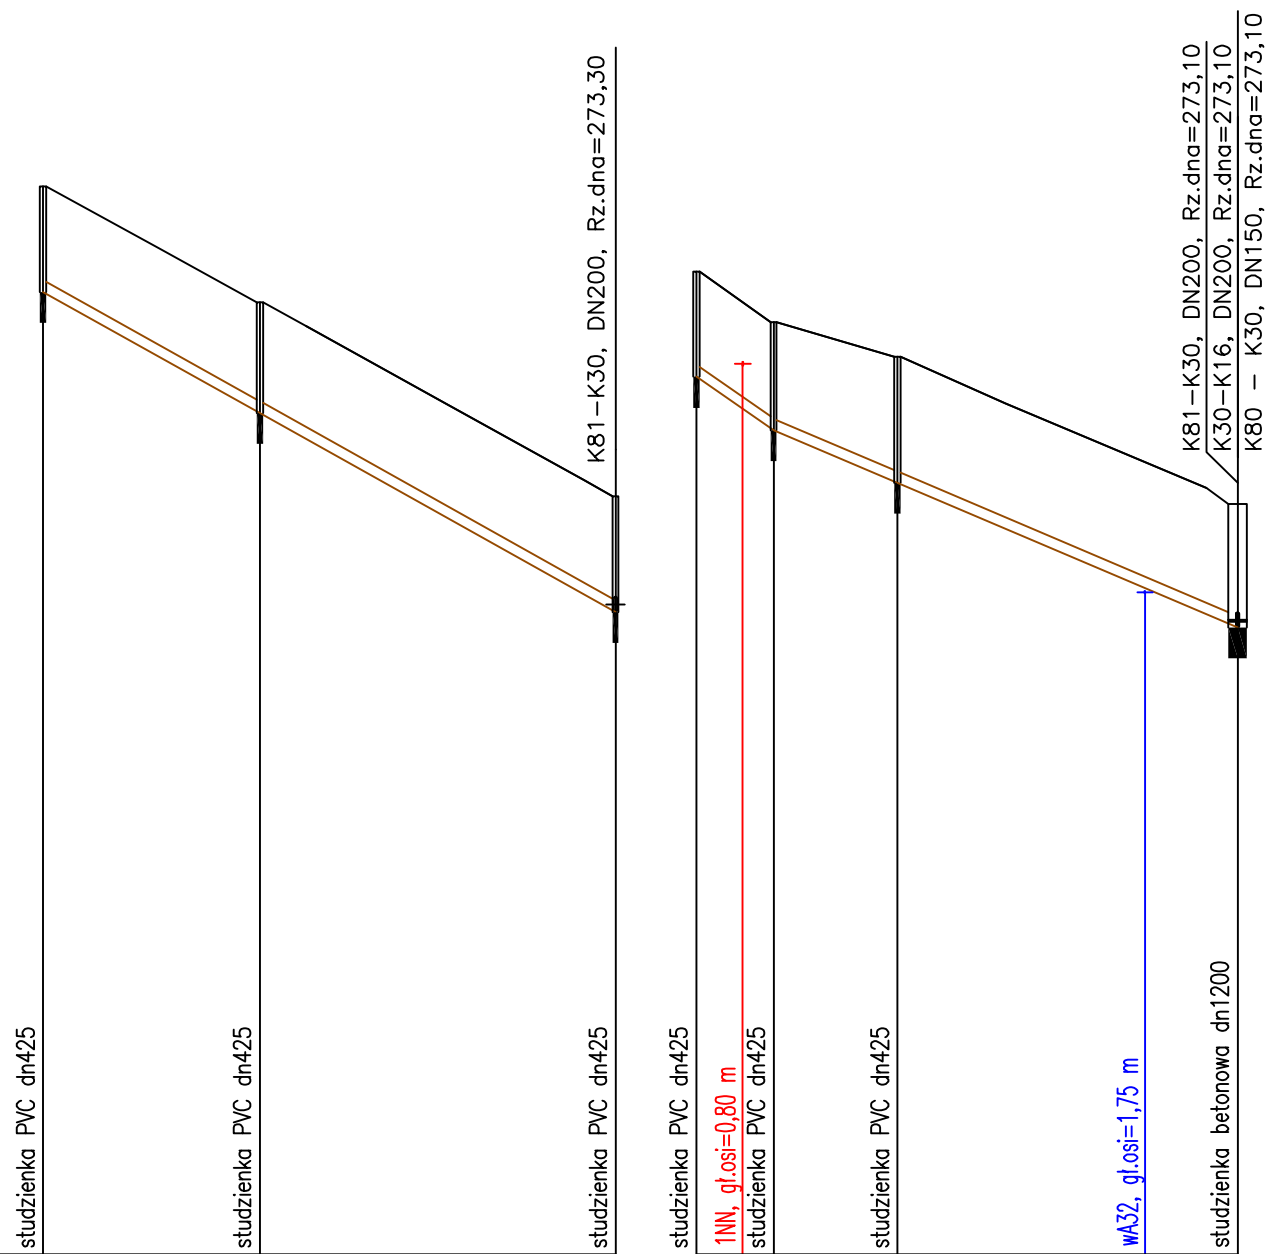 studzienka PVC dn425
studzienka PVC dn425
studzienka PVC dn425
K81-K30, DN200, Rz.dna=273,30
studzienka PVC dn425
1NN, gł.osi=0,80 m
studzienka PVC dn425
studzienka PVC dn425
wA32, gł.osi=1,75 m
studzienka betonowa dn1200
K81-K30, DN200, Rz.dna=273,10
K30-K16, DN200, Rz.dna=273,10
K80 - K30, DN150, Rz.dna=273,10